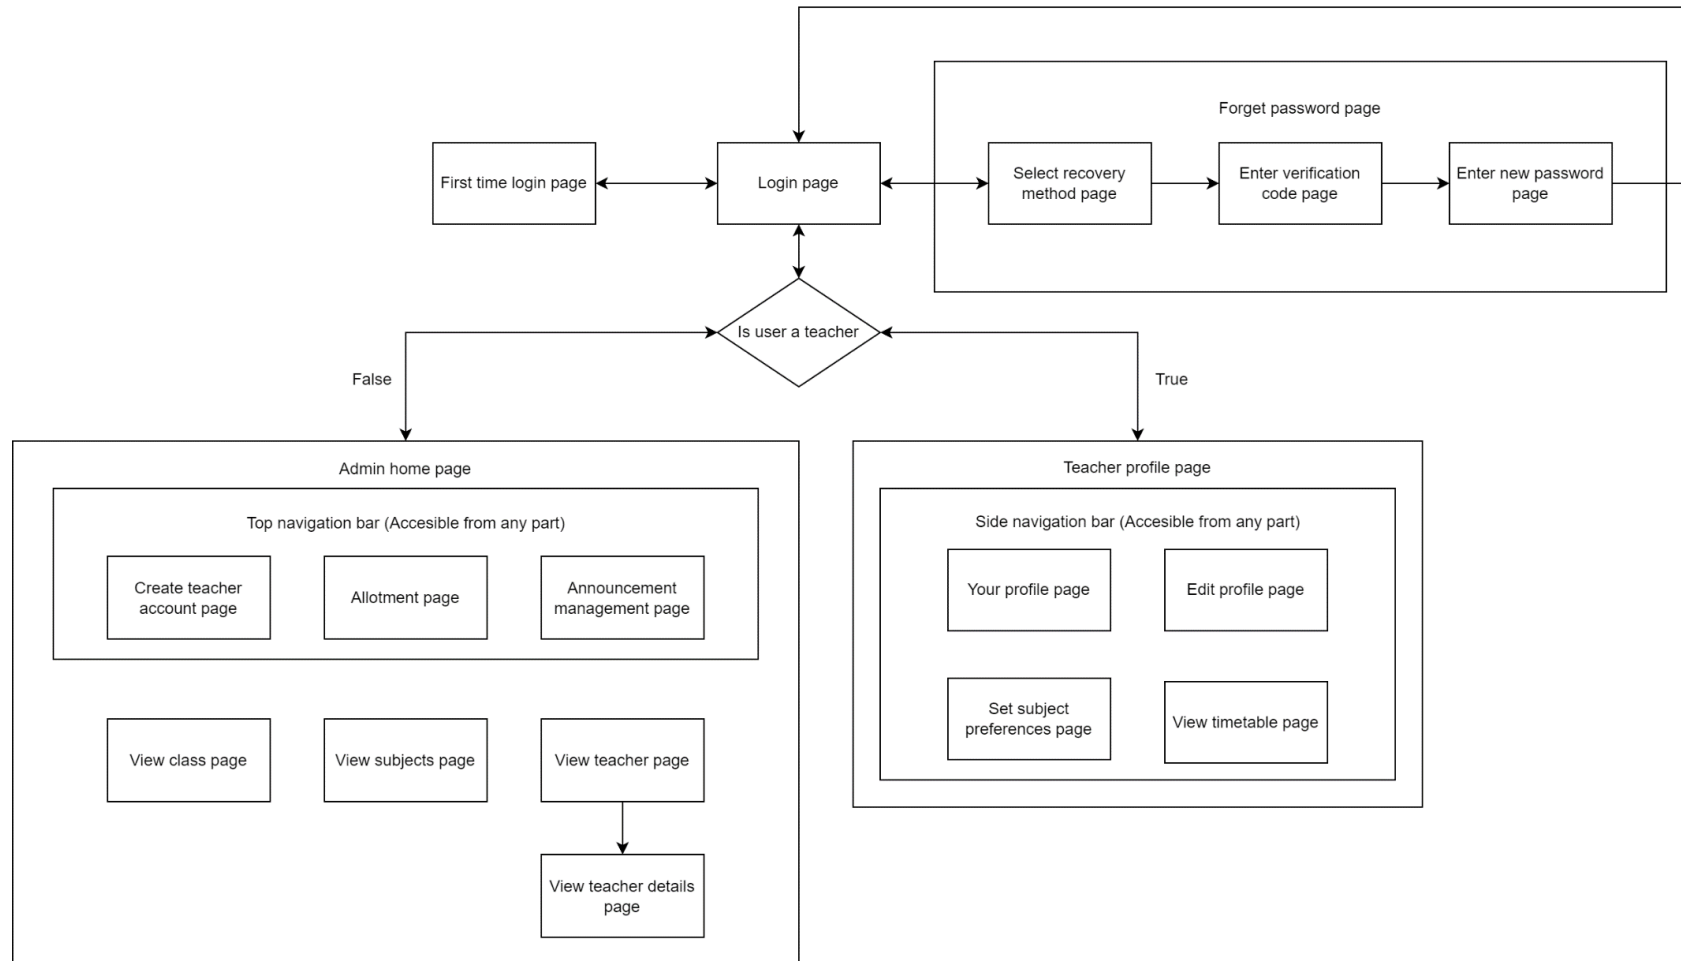 Forget password page
First time login page
Login page
Select recovery
method page
Enter verification
code page
Enter new password
page
Is user a teacher
False
True
Admin home page
Top navigation bar (Accesible from any part)
Create teacher
account page
Allotment page
Announcement
management page
View class page
View subjects page
View teacher page
View teacher details
page
Teacher profile page
Side navigation bar (Accesible from any part)
Your profile page
Edit profile page
Set subject
preferences page
View timetable page